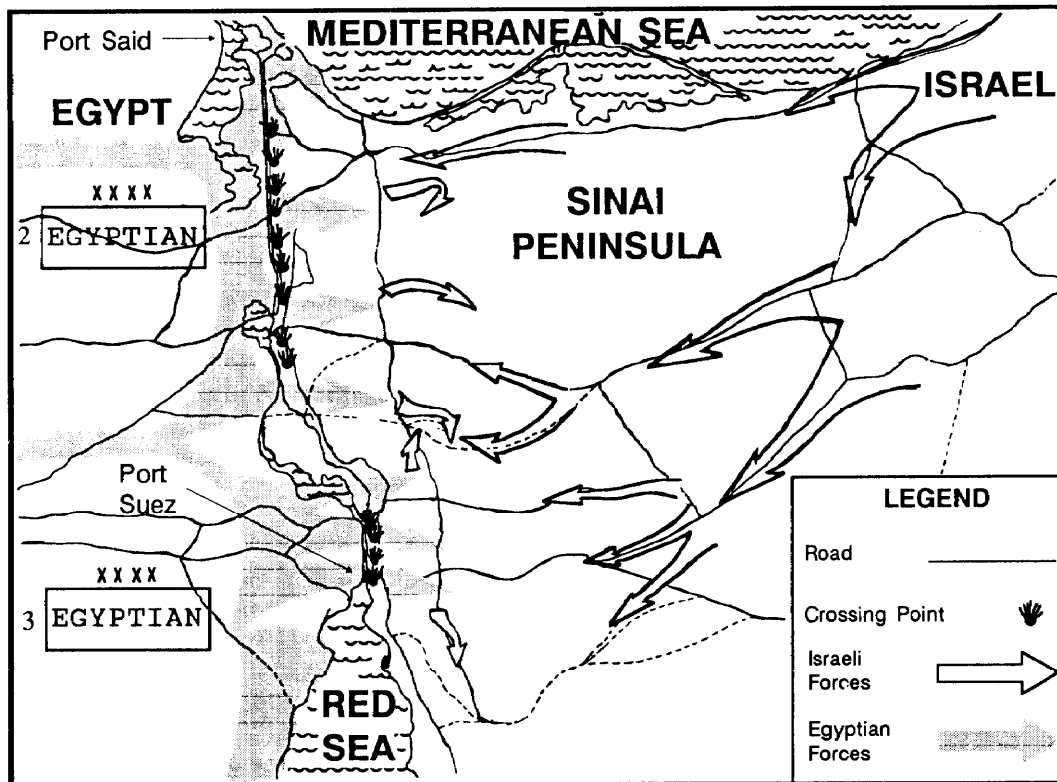 Port Said
MEDITERRANEAN SEA
EGYPT
ISRAEL
XXXX
2 EGYPTIAN
SINAI
PENINSULA
Port
Suez
XXXX
3 EGYPTIAN
RED
SEA
LEGEND
Road
Crossing Point
Israeli
Forces
Egyptian
Forces